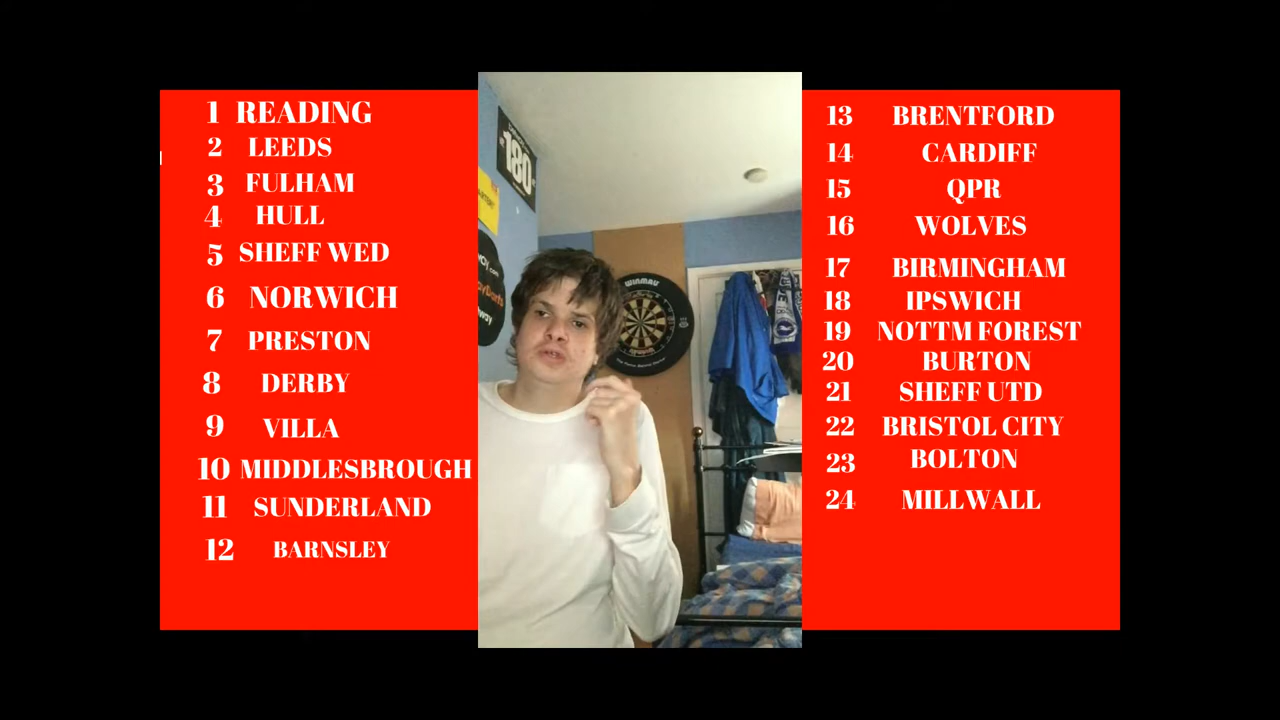 1 READING
2 LEEDS
3 FULHAM
4 HULL
5 SHEFF WED
6 NORWICH
7 PRESTON
8 DERBY
9 VILLA
10 MIDDLESBROUGH
11 SUNDERLAND
12 BARNSLEY
180
WINMAU
13 BRENTFORD
14 CARDIFF
15 QPR
16 WOLVES
17 BIRMINGHAM
18 IPSWICH
19 NOTTM FOREST
20 BURTON
21 SHEFF UTD
22 BRISTOL CITY
23 BOLTON
24 MILLWALL